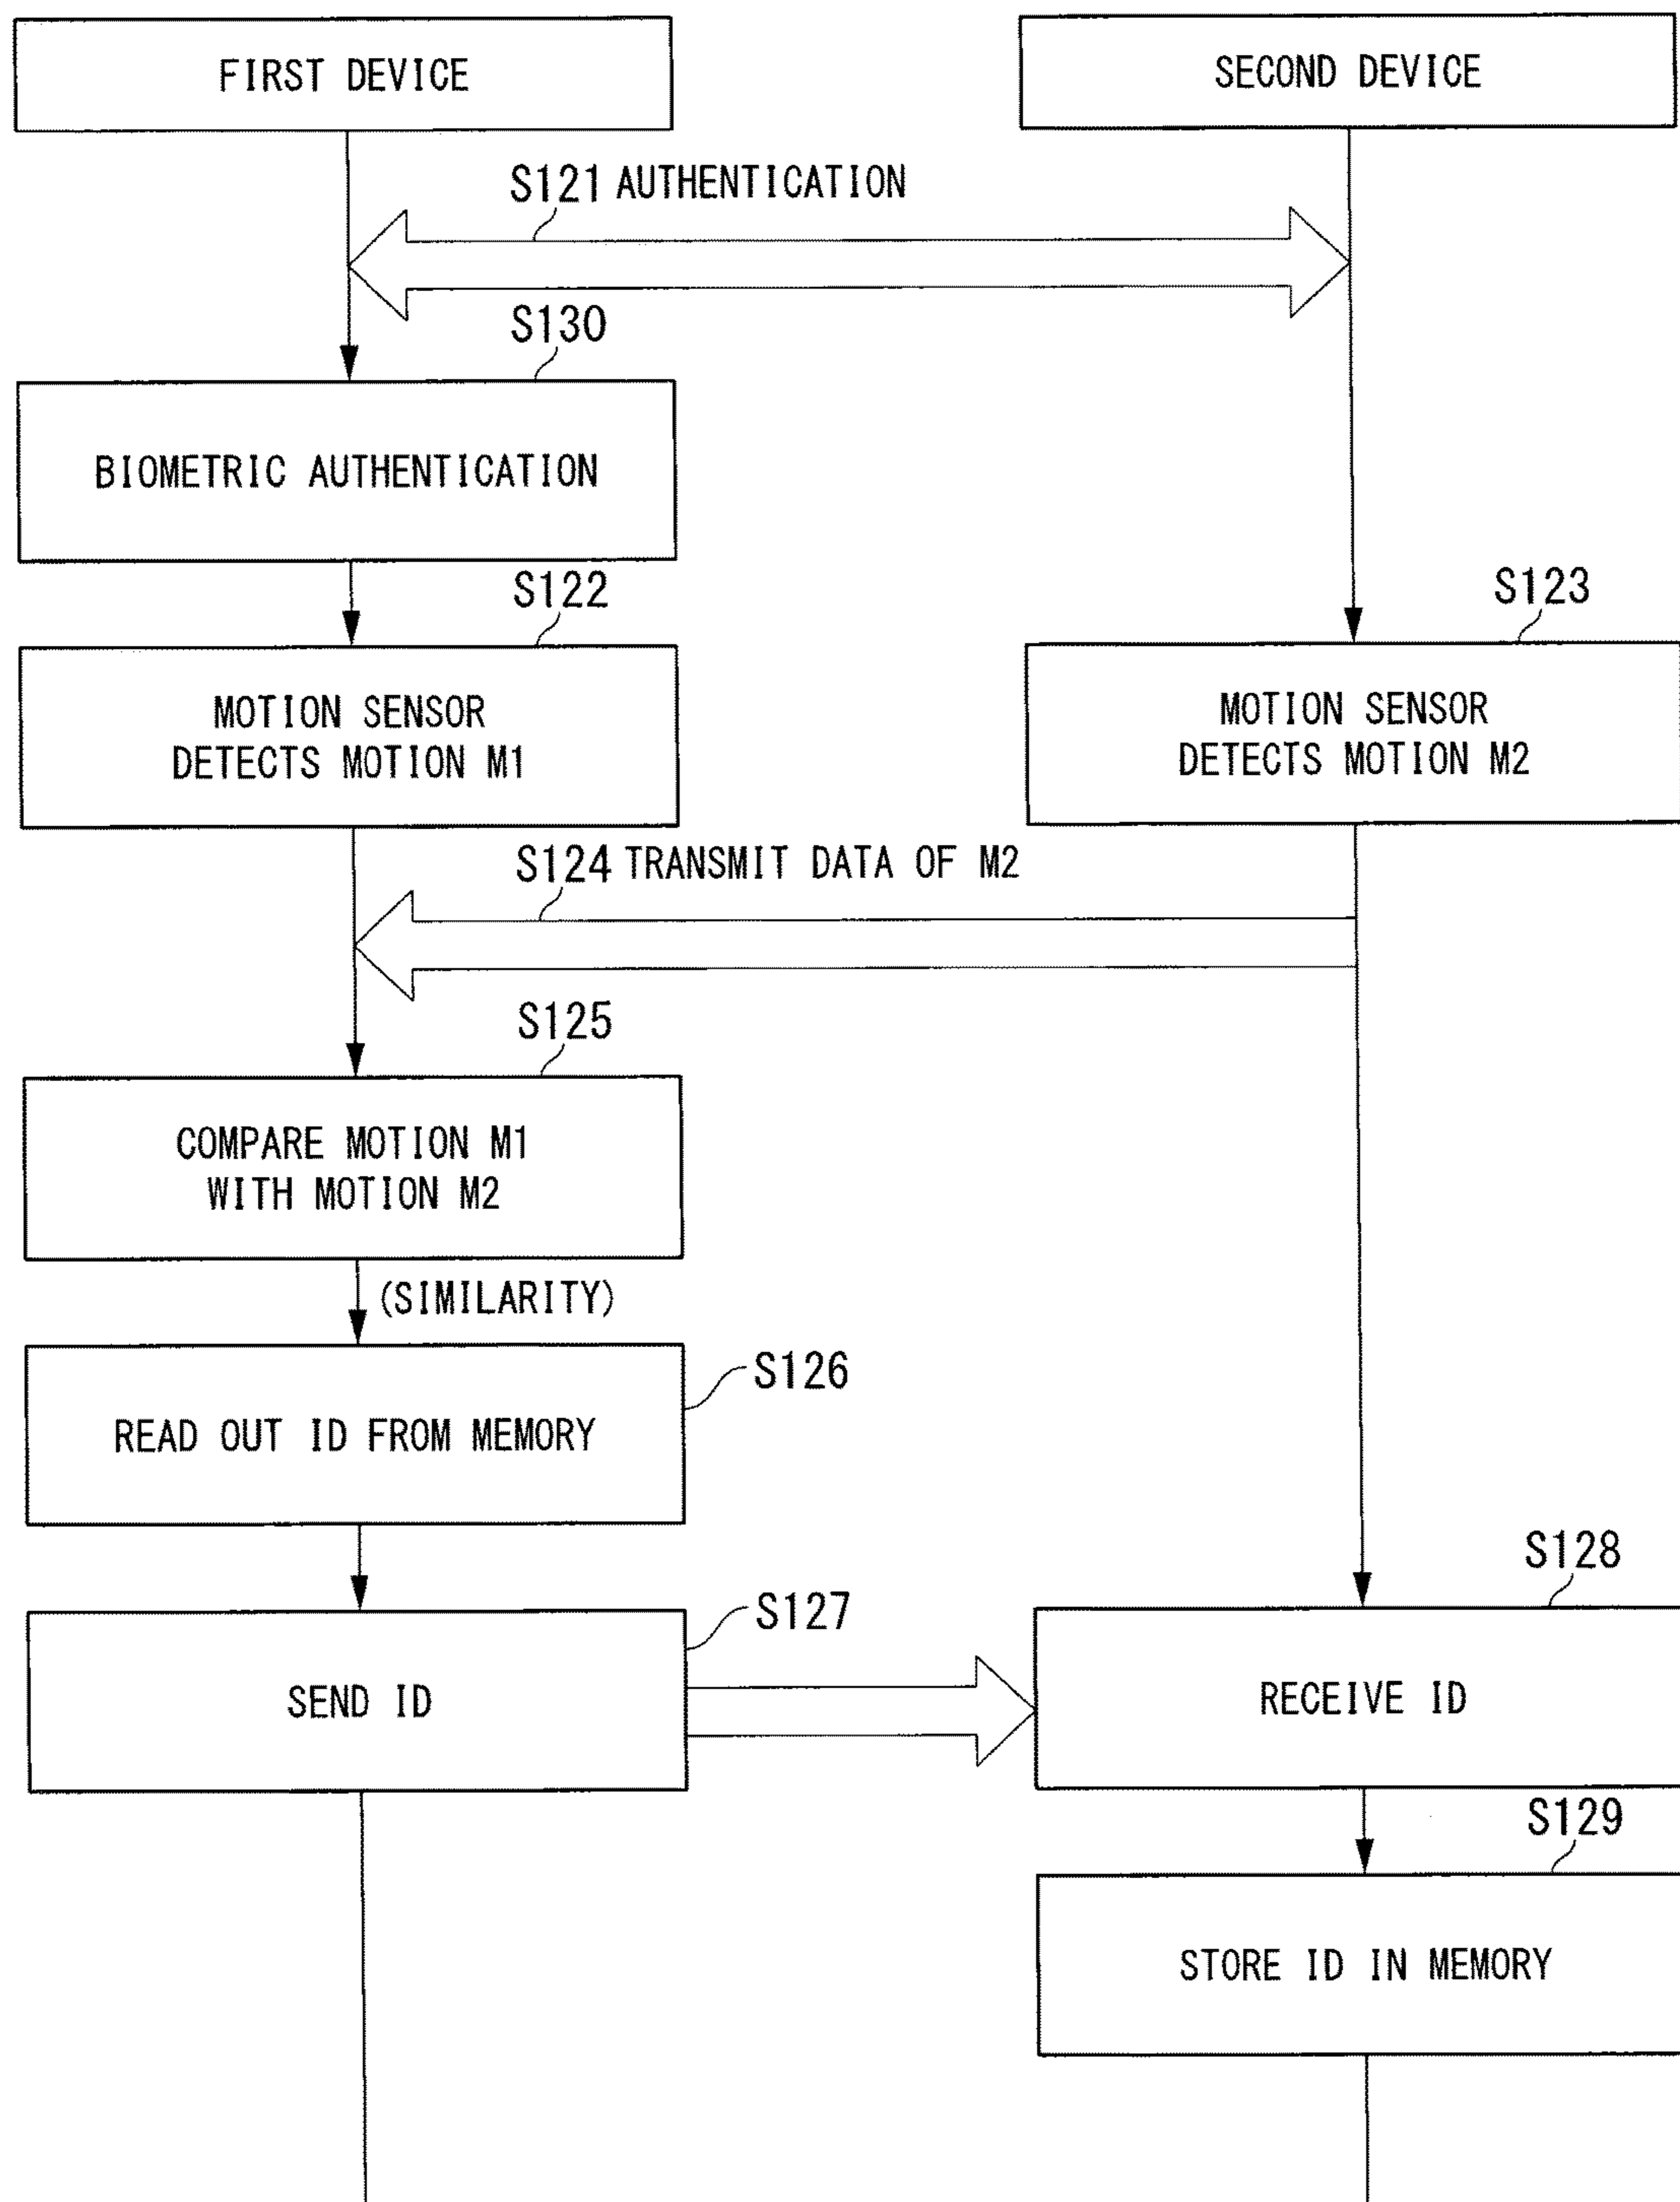 FIRST DEVICE
SECOND DEVICE
S121 AUTHENTICATION
S130
BIOMETRIC AUTHENTICATION
S122
S123
MOTION SENSOR
DETECTS MOTION M1
MOTION SENSOR
DETECTS MOTION M2
S124 TRANSMIT DATA OF M2
S125
COMPARE MOTION M1
WITH MOTION M2
(SIMILARITY)
S126
READ OUT ID FROM MEMORY
S128
S127
SEND ID
RECEIVE ID
S129
STORE ID IN MEMORY